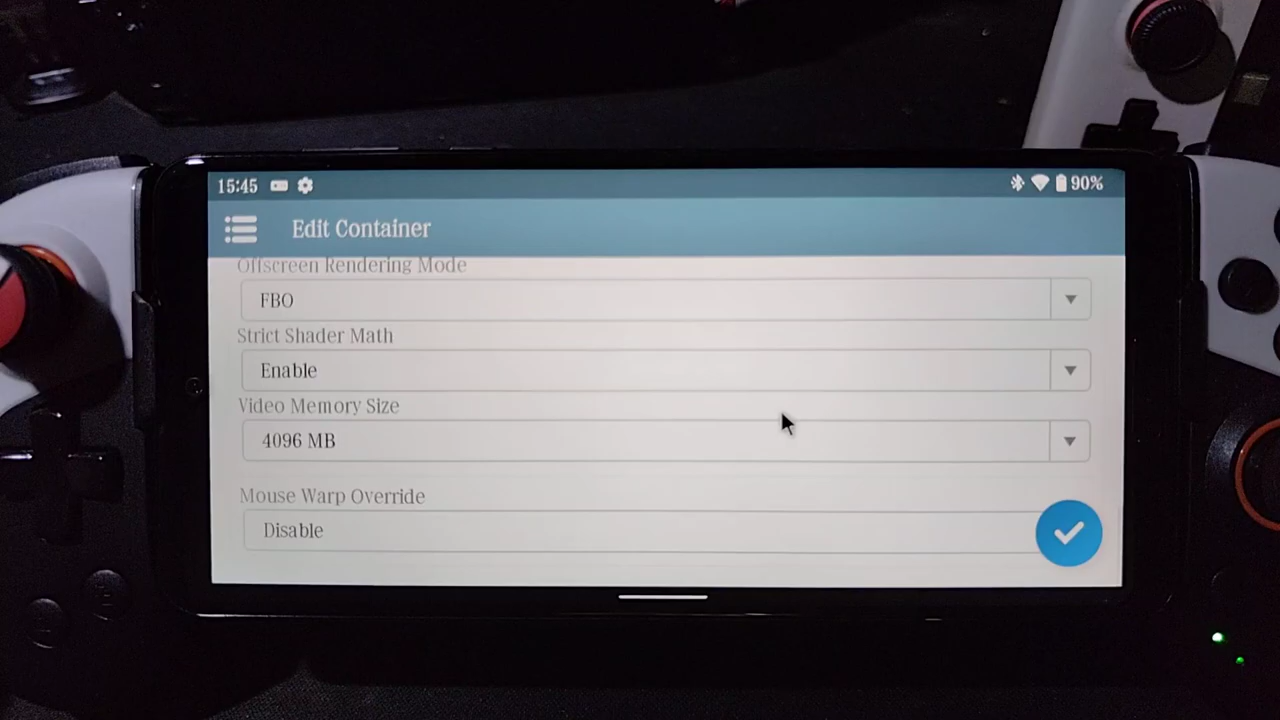 15:45
90%
Edit Container
Offscreen Rendering Mode
FBO
Strict Shader Math
Enable
Video Memory Size
4096 MB
Mouse Warp Override
Disable